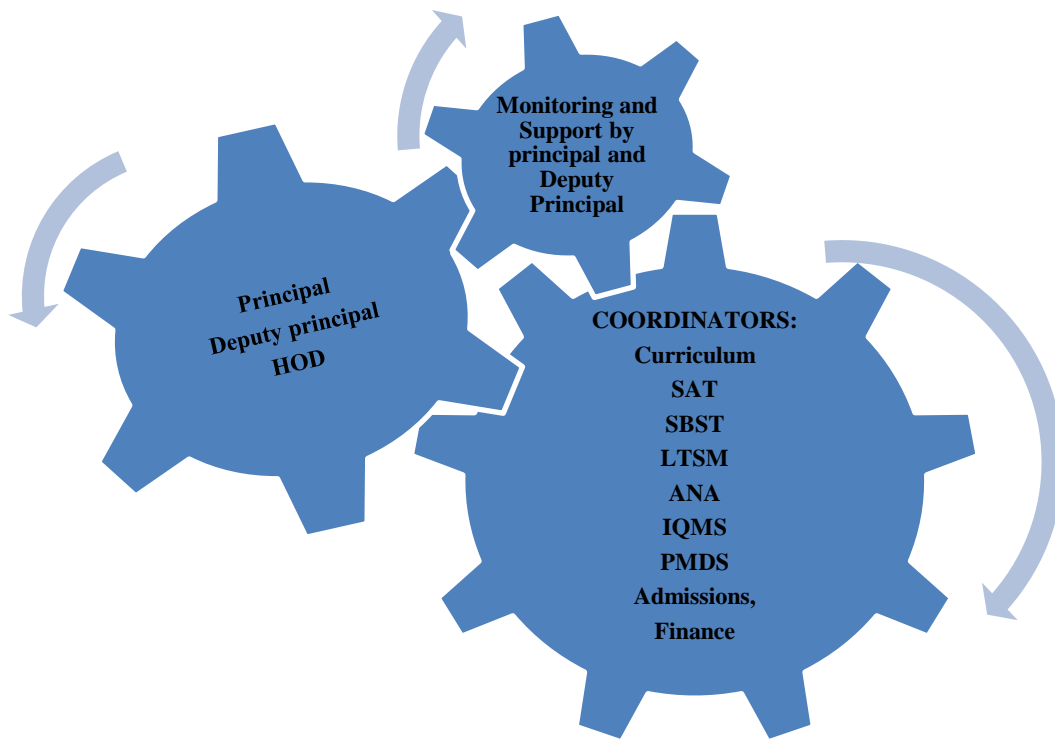 Monitoring and
Support by
principal and
Deputy
Principal
Principal
Deputy principal
HOD
COORDINATORS:
Curriculum
SAT
SBST
LTSM
ANA
IQMS
PMDS
Admissions,
Finance